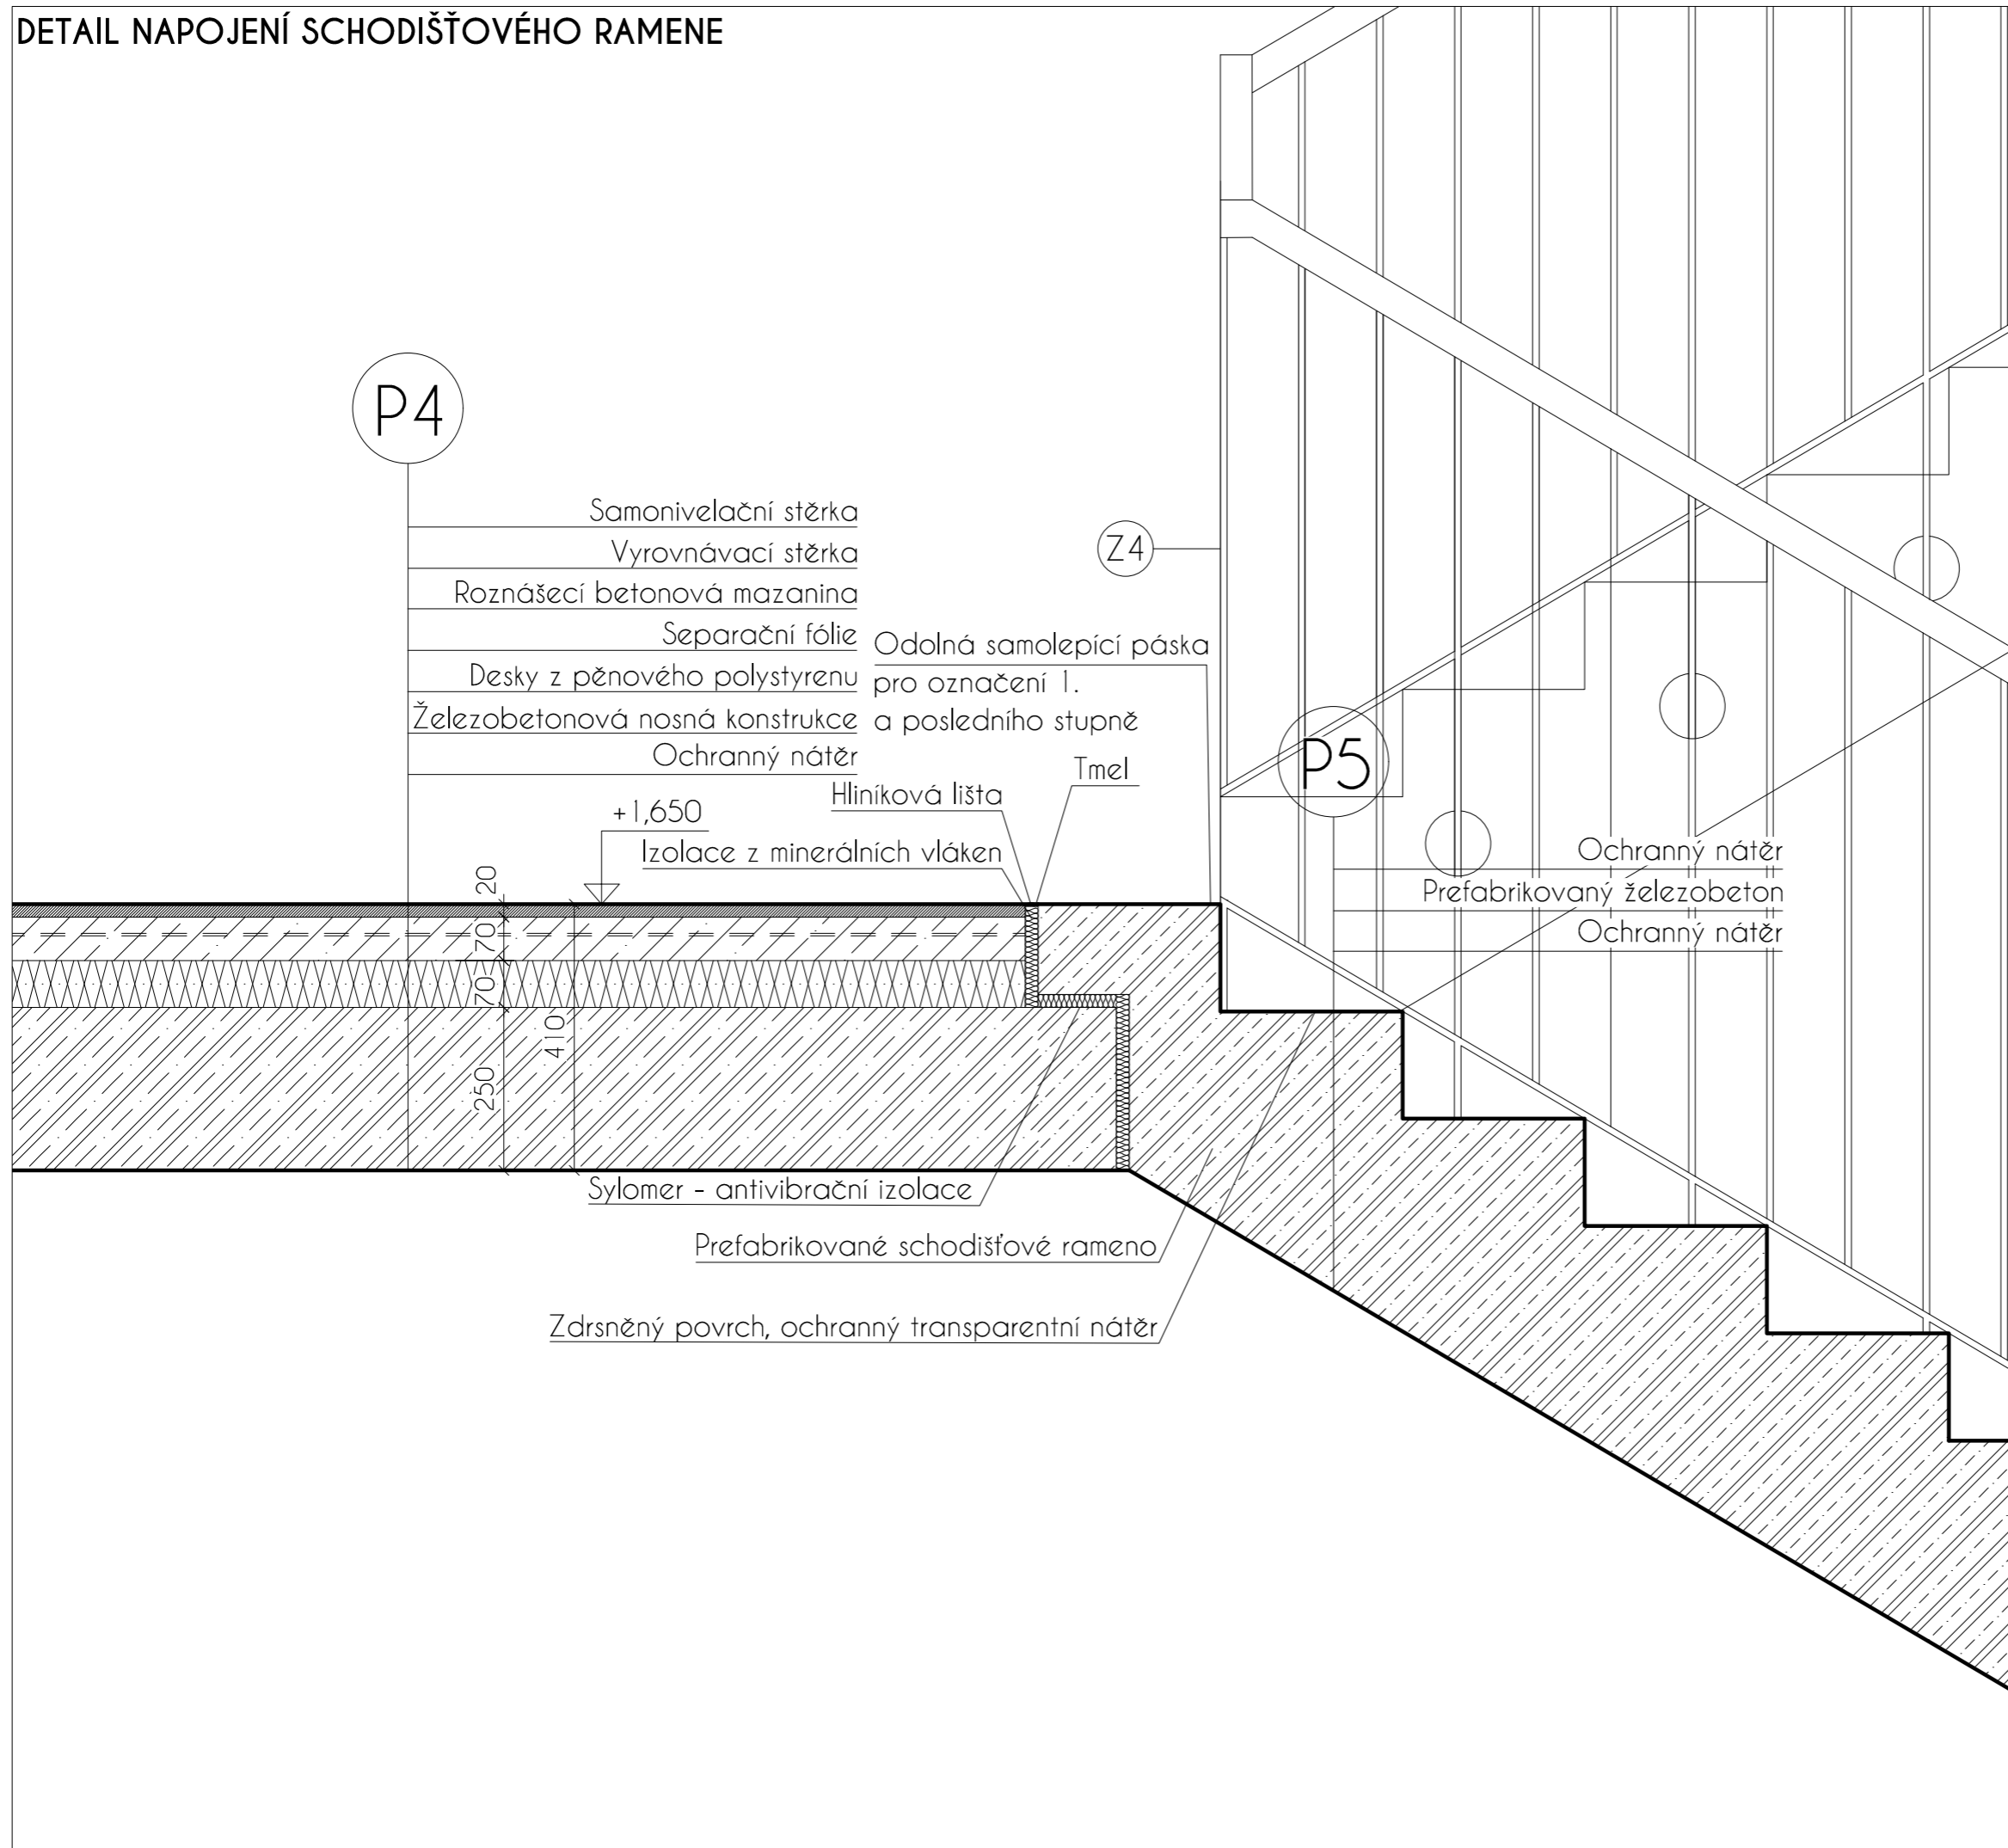 DETAIL NAPOJENÍ SCHODIŠŤOVÉHO RAMENE
P4
Samonivelační stěrka
Vyrovnávací stěrka
Roznášecí betonová mazanina
Separační fólie
Desky z pěnového polystyrenu
Železobetonová nosná konstrukce
Ochranný nátěr
Z4
Odolná samolepící páska
pro označení 1.
a posledního stupně
Tmel
Hliníková lišta
+1,650
Izolace z minerálních vláken
P5
Ochranný nátěr
Prefabrikovaný železobeton
Ochranný nátěr
20
70
70
250
410
Sylomer - antivibrační izolace
Prefabrikované schodišťové rameno
Zdrsněný povrch, ochranný transparentní nátěr